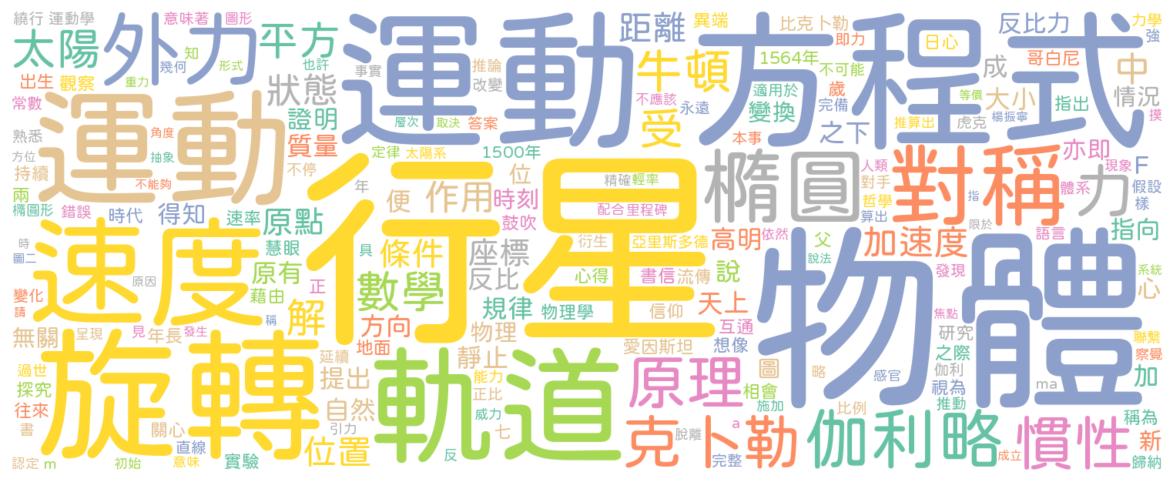 繞行 運動學 意味著 圖形
太陽 外力 平方 運動方程式 距離 異端 比克卜勒 反比力 力學 強
知 也許 1564年 即力 日心 哥白尼
出生 觀察 重力 幾何 形式 狀態 事實 推論 改變 牛頓 不可能 成 中
常數 運動 證明 不應該 永遠 適用於 變換 歲 完備 大小 指出 情況 等價
熟悉 角度 層次 取決 答案 受 本事 之下 推算出 虎克 楊振寧 摸
方位 抽象 質量 定律 太陽系 1500年 橢圓 人類 對稱 亦即 現象 F
持續 不能夠 不停 位 精確 輕率 對手 哲學 力 體系 假設 樣
兩 年 便 作用 時刻 配合里程碑 算出 指 限於 語言 指向
橢圓形 錯誤 時代 得知 速率 原點 行星 鼓吹 高明 依然 父 加速度
時 圖二 速度 慧眼 具 條件 座標 衍生 亞里斯多德 說 說法 發現 系統 心
原因 原有 反比 心得 書信 流傳 物體 焦點
變化 請 藉由 正 數學 規律 物理學 信仰 天上 研究
稱 解 方向 物理 互通 之際 聯繫
無關 呈現 見 年長 發生 地面 靜止 愛因斯坦 想像 伽利 察覺
過世 旋轉 延續 軌道 能力 原理 圖 略 感官 視為 ma 加
探究 提出 正比 相會 推動
往來 自然 威力 施加 比例 稱為 新
書 關心 引力 七 克卜勒 a 脫離 伽利略 慣性
認定 m 直線 初始 意味 實驗 位置 反 完整 成立 歸納